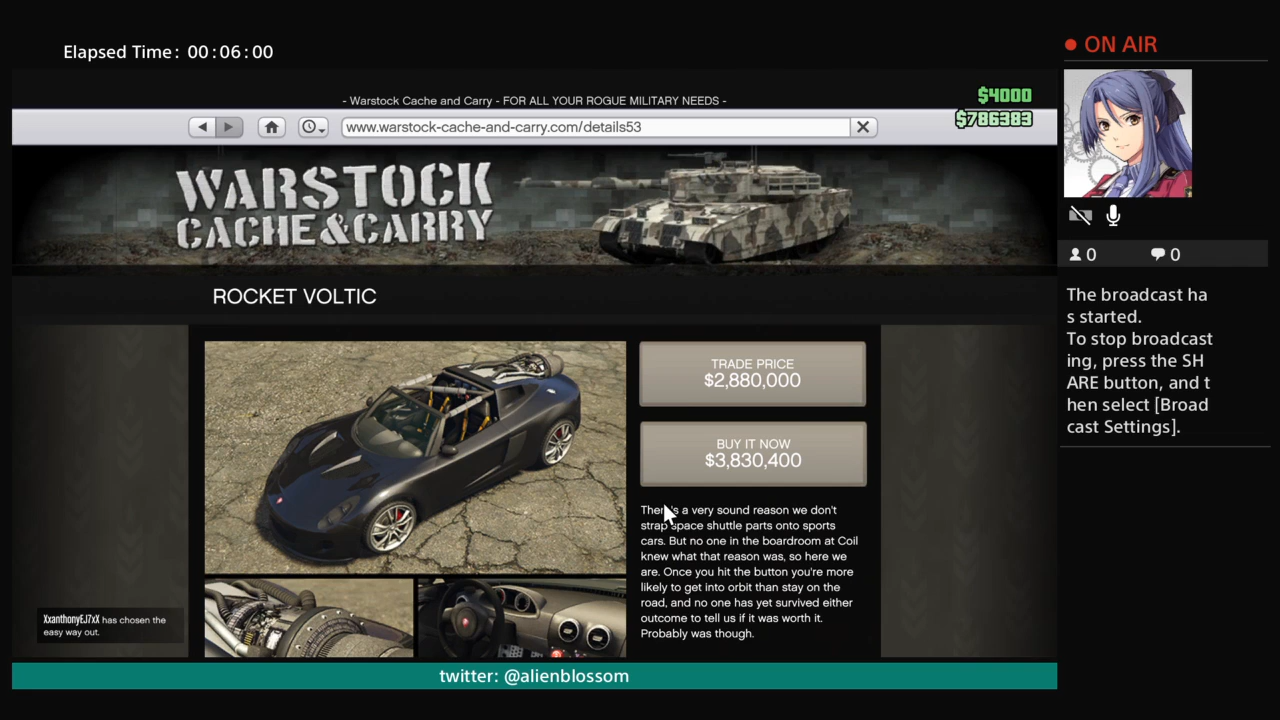 Elapsed Time: 00:06:00
ON AIR
- Warstock Cache and Carry - FOR ALL YOUR ROGUE MILITARY NEEDS -
$4000
$786383
www.warstock-cache-and-carry.com/details53
WARSTOCK
CACHE&CARRY
0
0
ROCKET VOLTIC
TRADE PRICE
$2,880,000
BUY IT NOW
$3,830,400
There's a very sound reason we don't
strap space shuttle parts onto sports
cars. But no one in the boardroom at Coil
knew what that reason was, so here we
are. Once you hit the button you're more
likely to get into orbit than stay on the
road, and no one has yet survived either
outcome to tell us if it was worth it.
Probably was though.
XxanthonyEJ7xX has chosen the
easy way out.
The broadcast ha
s started.
To stop broadcast
ing, press the SH
ARE button, and t
hen select [Broad
cast Settings].
twitter: @alienblossom